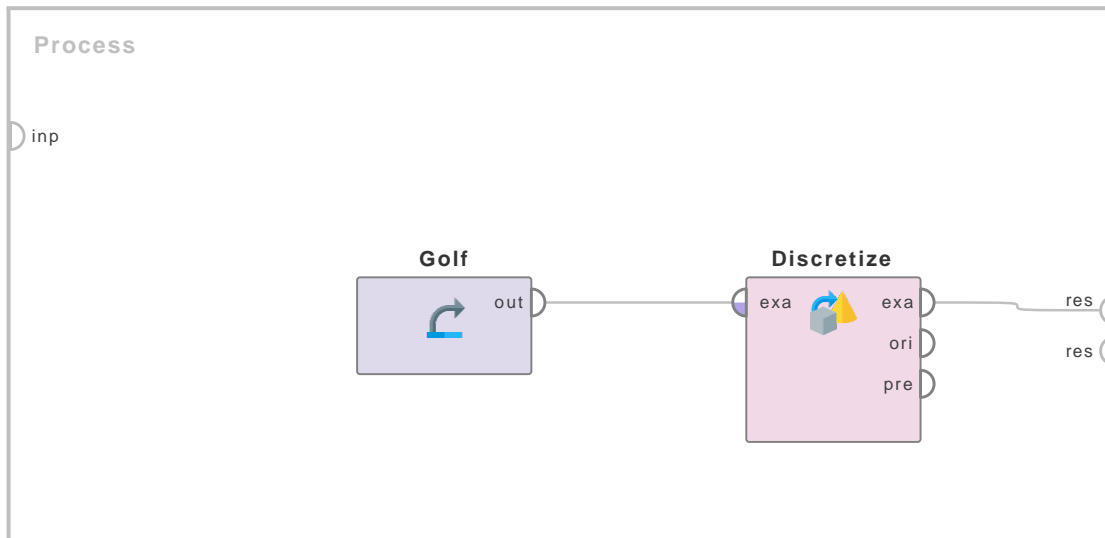 Process
inp
Golf
out
Discretize
exa
exa
ori
pre
res
res